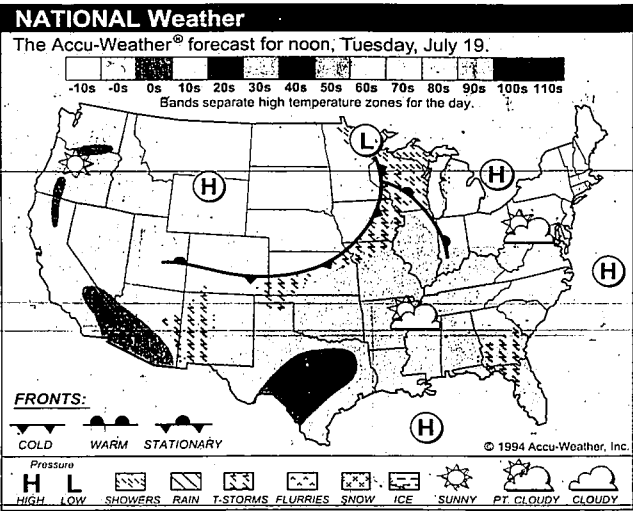 NATIONAL Weather
The Accu-Weather® forecast for noon, Tuesday, July 19.
-10s -0s 0s 10s 20s 30s 40s 50s 60s 70s 80s 90s 100s 110s
Bands separate high temperature zones for the day.
L
H
H
H
H
FRONTS:
COLD WARM STATIONARY
© 1994 Accu-Weather, Inc.
Pressure
H L
HIGH LOW SHOWERS RAIN T-STORMS FLURRIES SNOW ICE SUNNY PT. CLOUDY CLOUDY